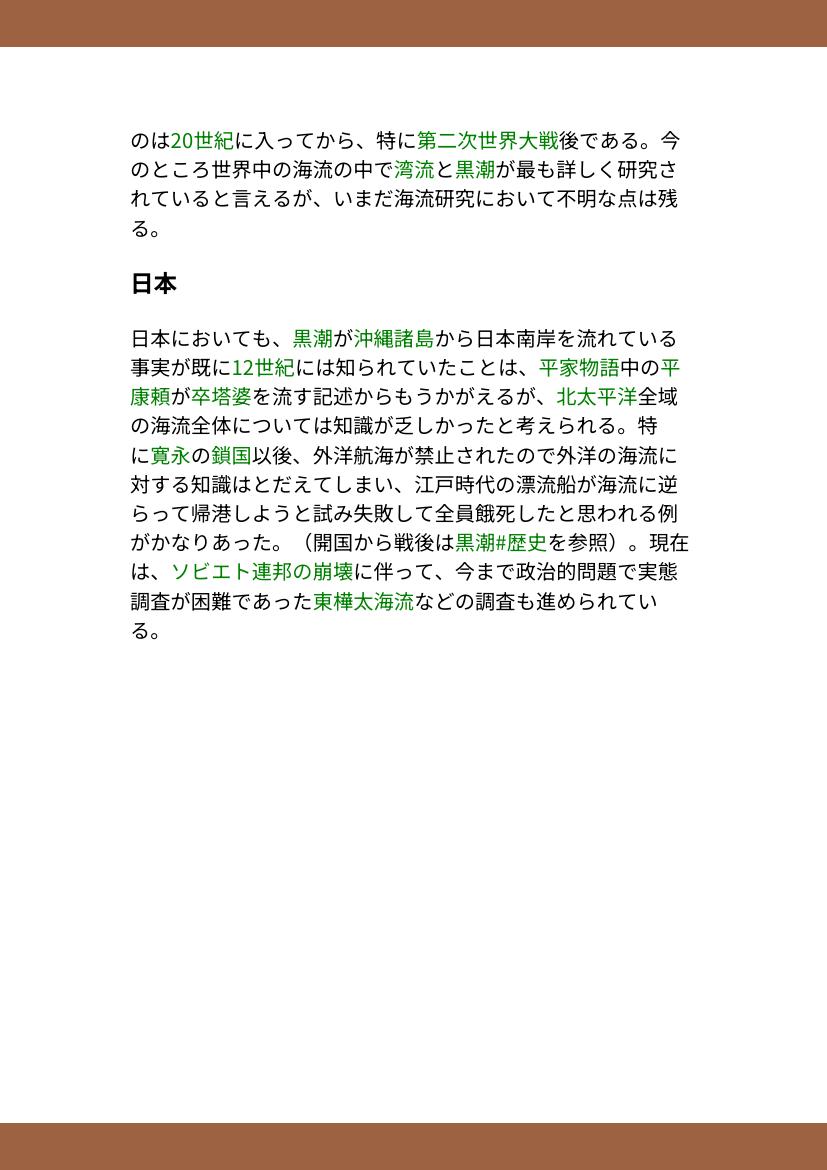 のは20世紀に入ってから、特に第二次世界大戦後である。今
のところ世界中の海流の中で湾流と黒潮が最も詳しく研究さ
れていると言えるが、いまだ海流研究において不明な点は残
る。
日本
日本においても、黒潮が沖縄諸島から日本南岸を流れている
事実が既に12世紀には知られていたことは、平家物語中の平
康頼が卒塔婆を流す記述からもうかがえるが、北太平洋全域
の海流全体については知識が乏しかったと考えられる。特
に寛永の鎖国以後、外洋航海が禁止されたので外洋の海流に
対する知識はとだえてしまい、江戸時代の漂流船が海流に逆
らって帰港しようと試み失敗して全員餓死したと思われる例
がかなりあった。（開国から戦後は黒潮#歴史を参照）。現在
は、ソビエト連邦の崩壊に伴って、今まで政治的問題で実態
調査が困難であった東樺太海流などの調査も進められてい
る。